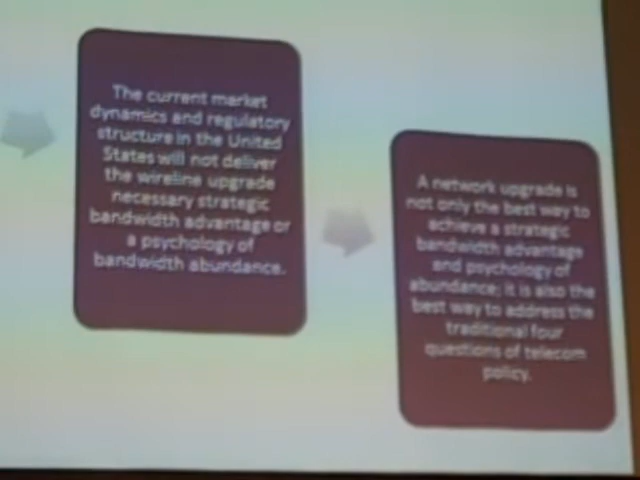 The current market
dynamics and regulatory
structure in the United
States will not deliver
the wireline upgrade
necessary strategic
bandwidth advantage or
a psychology of
bandwidth abundance.
A network upgrade is
not only the best way to
achieve a strategic
bandwidth advantage
and psychology of
abundance; it is also the
best way to address the
traditional four
questions of telecom
policy.